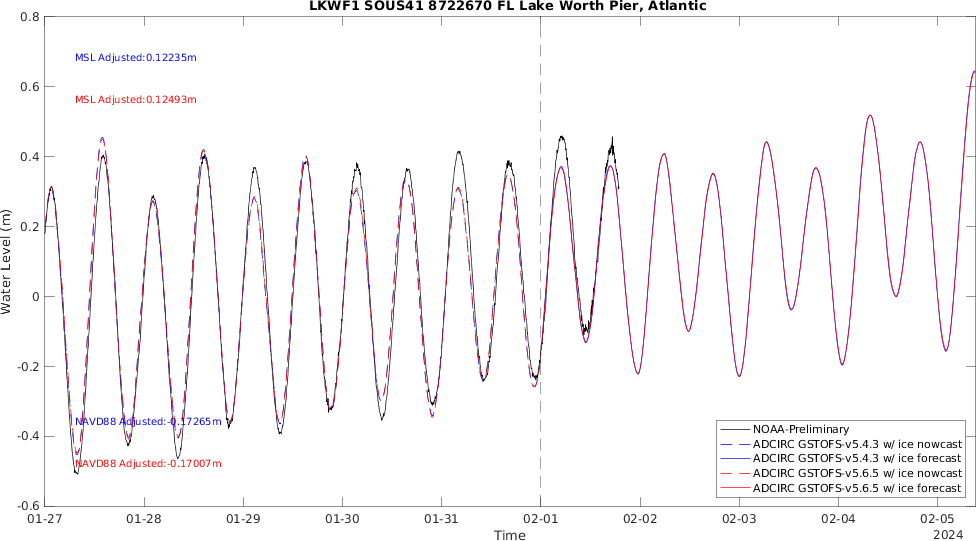 LKWF1 SOUS41 8722670 FL Lake Worth Pier, Atlantic
0.8
0.6
0.4
0.2
0
-0.2
-0.4
-0.6
Water Level (m)
MSL Adjusted:0.12235m
MSL Adjusted:0.12493m
NAVD88 Adjusted:-0.17265m
NAVD88 Adjusted:-0.17007m
NOAA-Preliminary
ADCIRC GSTOFS-v5.4.3 w/ ice nowcast
ADCIRC GSTOFS-v5.4.3 w/ ice forecast
ADCIRC GSTOFS-v5.6.5 w/ ice nowcast
ADCIRC GSTOFS-v5.6.5 w/ ice forecast
01-27 01-28 01-29 01-30 01-31 02-01 02-02 02-03 02-04 02-05
2024
Time